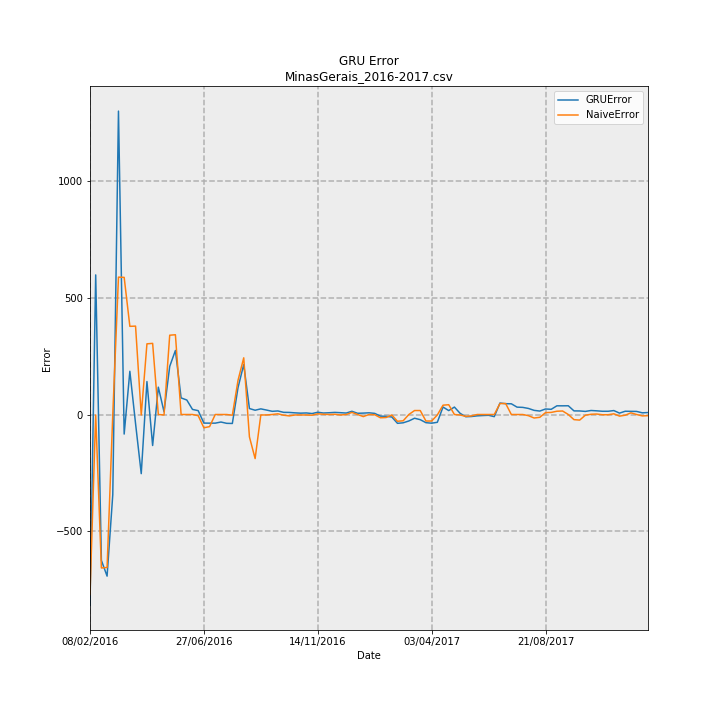 GRU Error
MinasGerais_2016-2017.csv
GRUError
NaiveError
Error
1000
500
0
−500
08/02/2016
27/06/2016
14/11/2016
03/04/2017
21/08/2017
Date